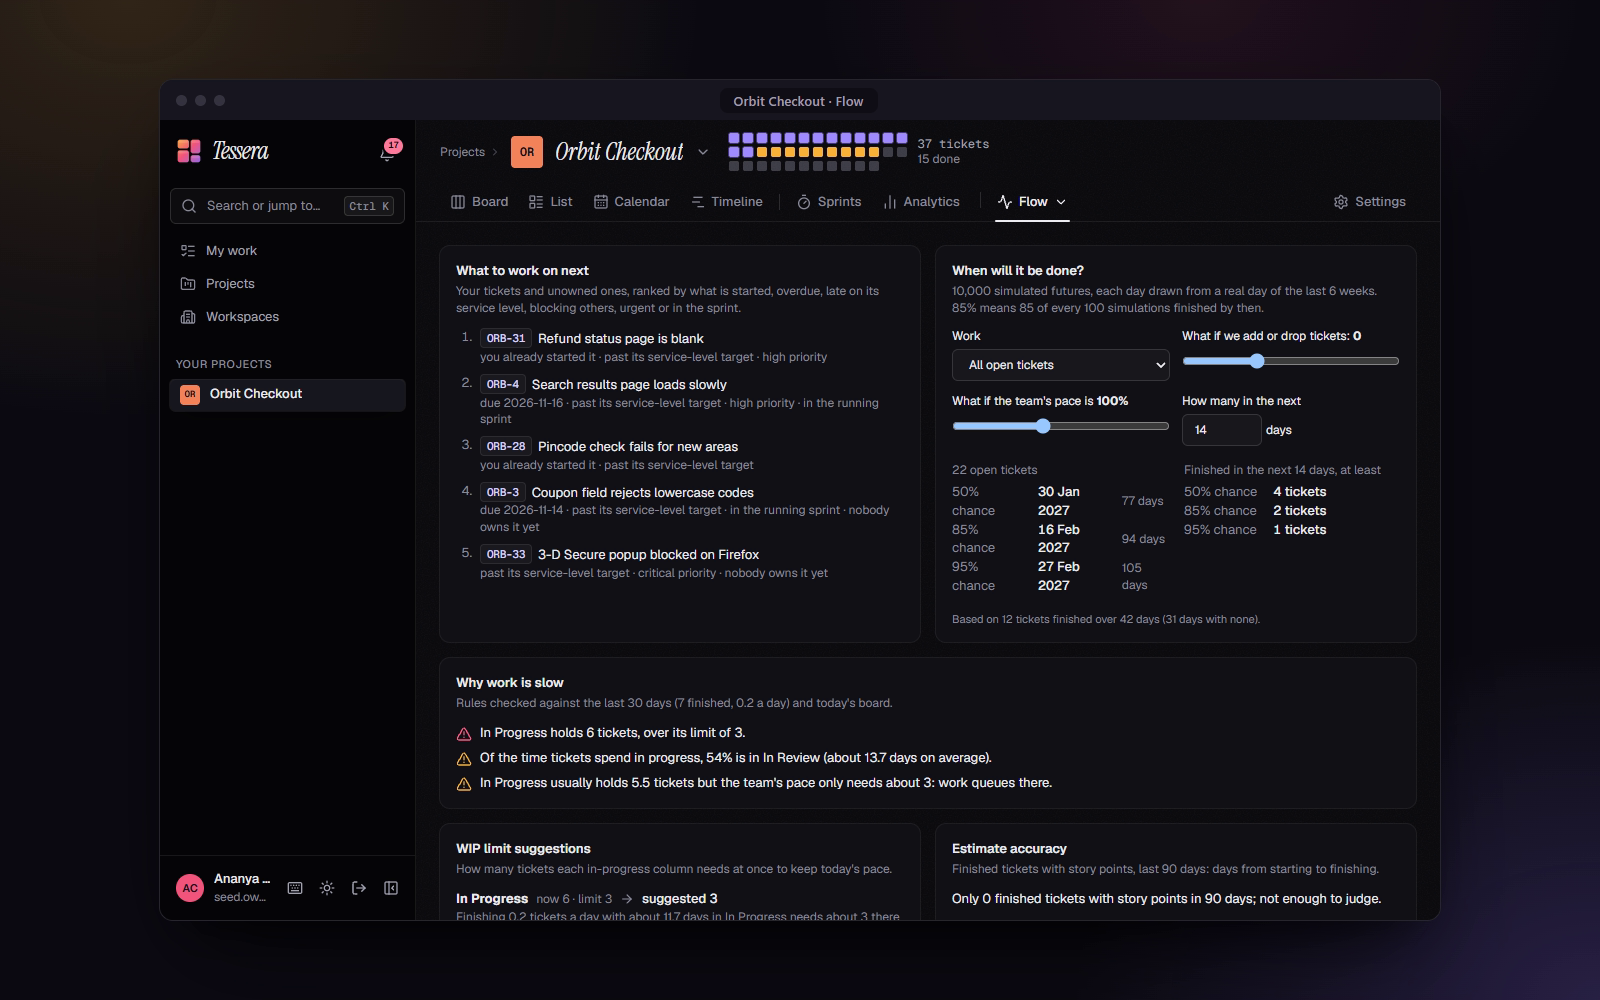 Orbit Checkout · Flow
Tessera
17
Search or jump to... Ctrl K
My work
Projects
Workspaces
YOUR PROJECTS
OR Orbit Checkout
AC Ananya ...
seed.ow...
Projects
OR
Orbit Checkout
37 tickets
15 done
Board
List
Calendar
Timeline
Sprints
Analytics
Flow
Settings
What to work on next
Your tickets and unowned ones, ranked by what is started, overdue, late on its
service level, blocking others, urgent or in the sprint.
1. ORB-31 Refund status page is blank
you already started it · past its service-level target · high priority
2. ORB-4 Search results page loads slowly
due 2026-11-16 · past its service-level target · high priority · in the running
sprint
3. ORB-28 Pincode check fails for new areas
you already started it · past its service-level target
4. ORB-3 Coupon field rejects lowercase codes
due 2026-11-14 · past its service-level target · in the running sprint · nobody
owns it yet
5. ORB-33 3-D Secure popup blocked on Firefox
past its service-level target · critical priority · nobody owns it yet
When will it be done?
10,000 simulated futures, each day drawn from a real day of the last 6 weeks.
85% means 85 of every 100 simulations finished by then.
Work
All open tickets
What if we add or drop tickets: 0
What if the team's pace is 100%
How many in the next
14 days
22 open tickets
50% chance 30 Jan 2027 77 days
85% chance 16 Feb 2027 94 days
95% chance 27 Feb 2027 105 days
Finished in the next 14 days, at least
50% chance 4 tickets
85% chance 2 tickets
95% chance 1 tickets
Based on 12 tickets finished over 42 days (31 days with none).
Why work is slow
Rules checked against the last 30 days (7 finished, 0.2 a day) and today's board.
In Progress holds 6 tickets, over its limit of 3.
Of the time tickets spend in progress, 54% is in In Review (about 13.7 days on average).
In Progress usually holds 5.5 tickets but the team's pace only needs about 3: work queues there.
WIP limit suggestions
How many tickets each in-progress column needs at once to keep today's pace.
In Progress now 6 · limit 3 → suggested 3
Finishing 0.2 tickets a day with about 11.7 days in In Progress needs about 3 there
Estimate accuracy
Finished tickets with story points, last 90 days: days from starting to finishing.
Only 0 finished tickets with story points in 90 days; not enough to judge.